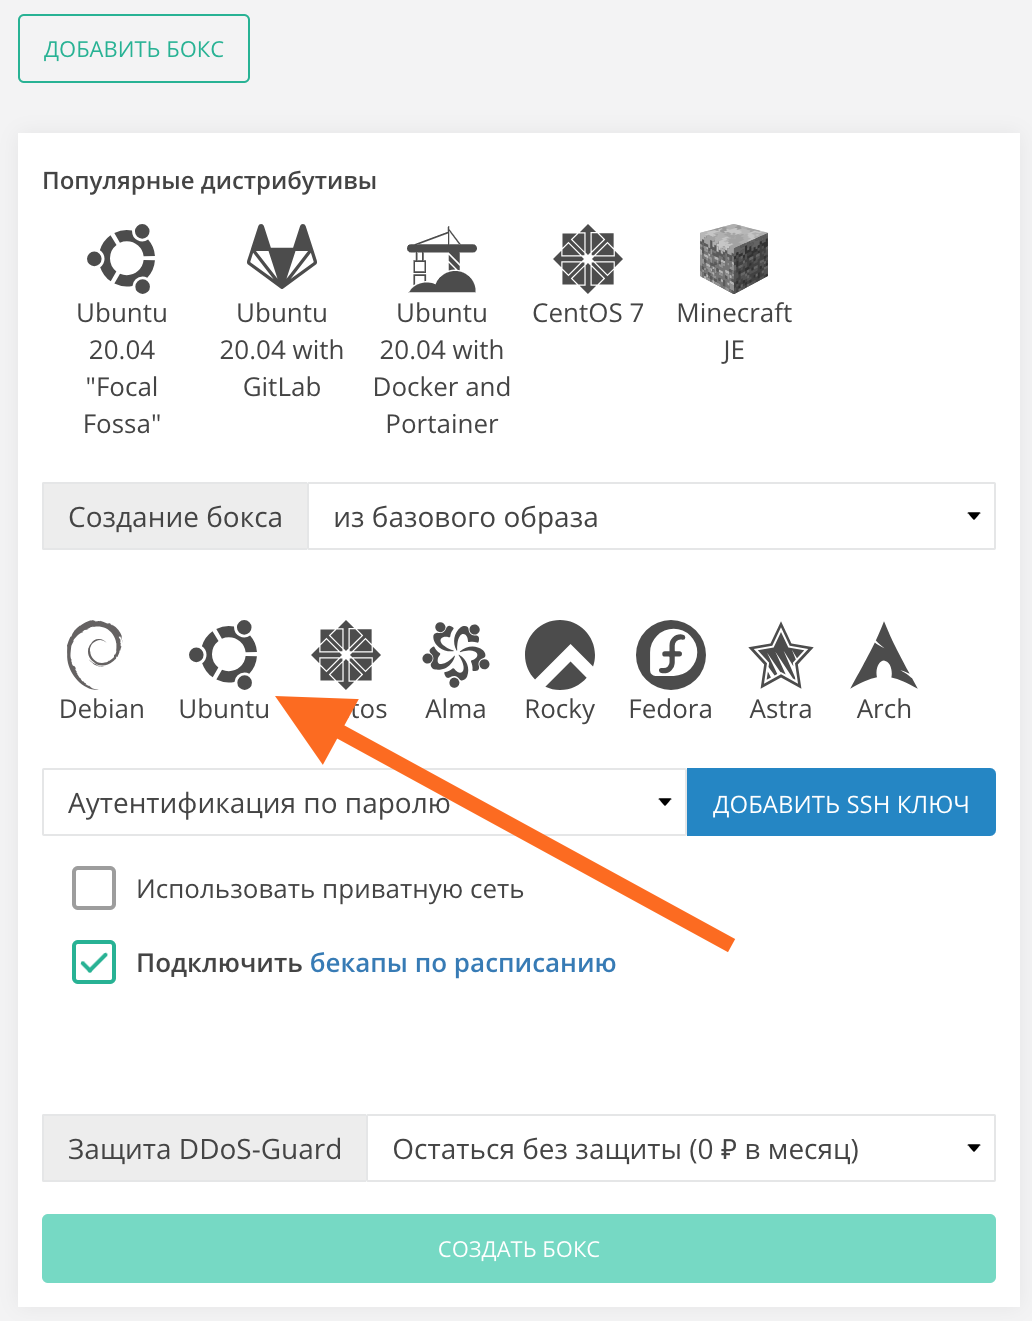 ДОБАВИТЬ БОКС
Популярные дистрибутивы
Ubuntu 20.04 "Focal Fossa"
Ubuntu 20.04 with GitLab
Ubuntu 20.04 with Docker and Portainer
CentOS 7
Minecraft JE
Создание бокса из базового образа
Debian Ubuntu tos Alma Rocky Fedora Astra Arch
Аутентификация по паролю ДОБАВИТЬ SSH КЛЮЧ
Использовать приватную сеть
Подключить бекапы по расписанию
Защита DDoS-Guard Остаться без защиты (0 ₽ в месяц)
СОЗДАТЬ БОКС